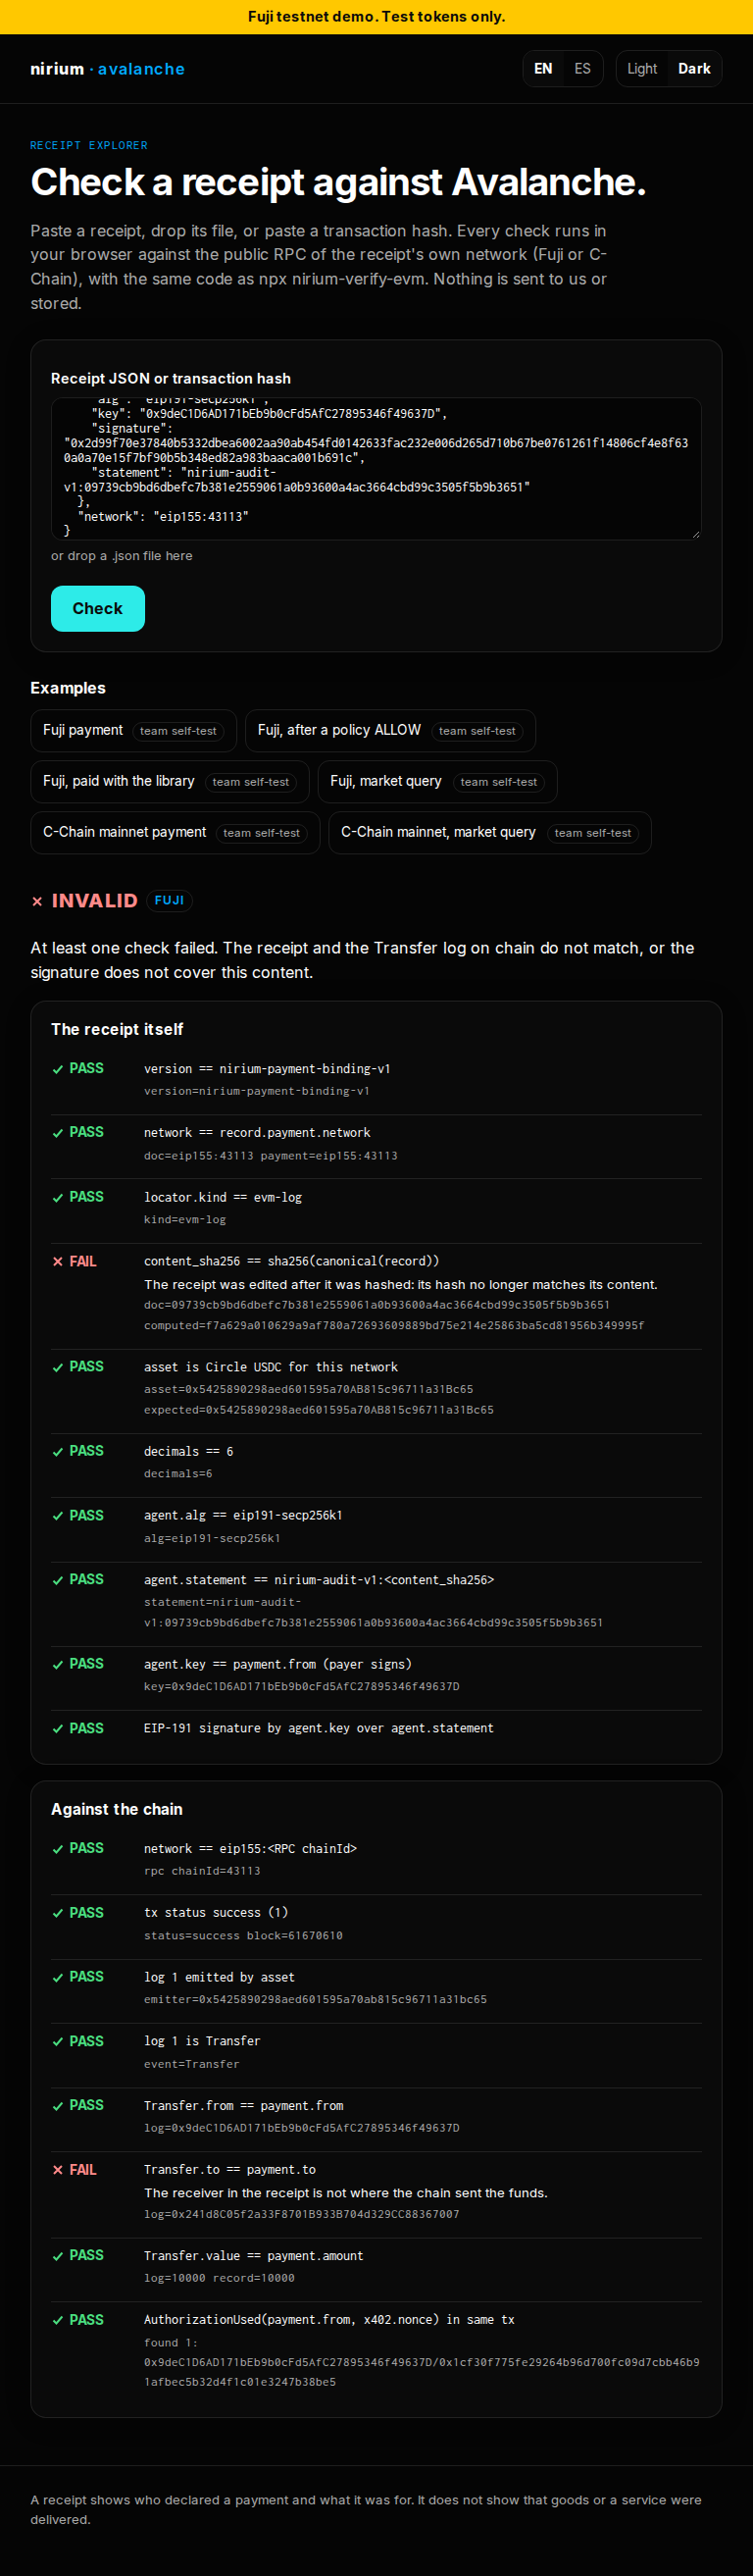 Fuji testnet demo. Test tokens only.
nirium · avalanche
EN ES Light Dark
RECEIPT EXPLORER
Check a receipt against Avalanche.
Paste a receipt, drop its file, or paste a transaction hash. Every check runs in
your browser against the public RPC of the receipt's own network (Fuji or C-
Chain), with the same code as npx nirium-verify-evm. Nothing is sent to us or
stored.
Receipt JSON or transaction hash
"alg": "eip191-secp256k1",
"key": "0x9deC1D6AD171bEb9b0cFd5AfC27895346f49637D",
"signature":
"0x2d99f70e37840b5332dbea6002aa90ab454fd0142633fac232e006d265d710b67be0761261f14806cf4e8f63
0a0a70e15f7bf90b5b348ed82a983baaca001b691c",
"statement": "nirium-audit-
v1:09739cb9bd6dbefc7b381e2559061a0b93600a4ac3664cbd99c3505f5b9b3651"
},
"network": "eip155:43113"
}
or drop a .json file here
Check
Examples
Fuji payment team self-test Fuji, after a policy ALLOW team self-test
Fuji, paid with the library team self-test Fuji, market query team self-test
C-Chain mainnet payment team self-test C-Chain mainnet, market query team self-test
✕ INVALID FUJI
At least one check failed. The receipt and the Transfer log on chain do not match, or the
signature does not cover this content.
The receipt itself
✓ PASS version == nirium-payment-binding-v1
version=nirium-payment-binding-v1
✓ PASS network == record.payment.network
doc=eip155:43113 payment=eip155:43113
✓ PASS locator.kind == evm-log
kind=evm-log
✕ FAIL content_sha256 == sha256(canonical(record))
The receipt was edited after it was hashed: its hash no longer matches its content.
doc=09739cb9bd6dbefc7b381e2559061a0b93600a4ac3664cbd99c3505f5b9b3651
computed=f7a629a010629a9af780a72693609889bd75e214e25863ba5cd81956b349995f
✓ PASS asset is Circle USDC for this network
asset=0x5425890298aed601595a70AB815c96711a31Bc65
expected=0x5425890298aed601595a70AB815c96711a31Bc65
✓ PASS decimals == 6
decimals=6
✓ PASS agent.alg == eip191-secp256k1
alg=eip191-secp256k1
✓ PASS agent.statement == nirium-audit-v1:<content_sha256>
statement=nirium-audit-
v1:09739cb9bd6dbefc7b381e2559061a0b93600a4ac3664cbd99c3505f5b9b3651
✓ PASS agent.key == payment.from (payer signs)
key=0x9deC1D6AD171bEb9b0cFd5AfC27895346f49637D
✓ PASS EIP-191 signature by agent.key over agent.statement
Against the chain
✓ PASS network == eip155:<RPC chainId>
rpc chainId=43113
✓ PASS tx status success (1)
status=success block=61670610
✓ PASS log 1 emitted by asset
emitter=0x5425890298aed601595a70ab815c96711a31bc65
✓ PASS log 1 is Transfer
event=Transfer
✓ PASS Transfer.from == payment.from
log=0x9deC1D6AD171bEb9b0cFd5AfC27895346f49637D
✕ FAIL Transfer.to == payment.to
The receiver in the receipt is not where the chain sent the funds.
log=0x241d8C05f2a33F8701B933B704d329CC88367007
✓ PASS Transfer.value == payment.amount
log=10000 record=10000
✓ PASS AuthorizationUsed(payment.from, x402.nonce) in same tx
found 1:
0x9deC1D6AD171bEb9b0cFd5AfC27895346f49637D/0x1cf30f775fe29264b96d700fc09d7cbb46b9
1afbec5b32d4f1c01e3247b38be5
A receipt shows who declared a payment and what it was for. It does not show that goods or a service were
delivered.